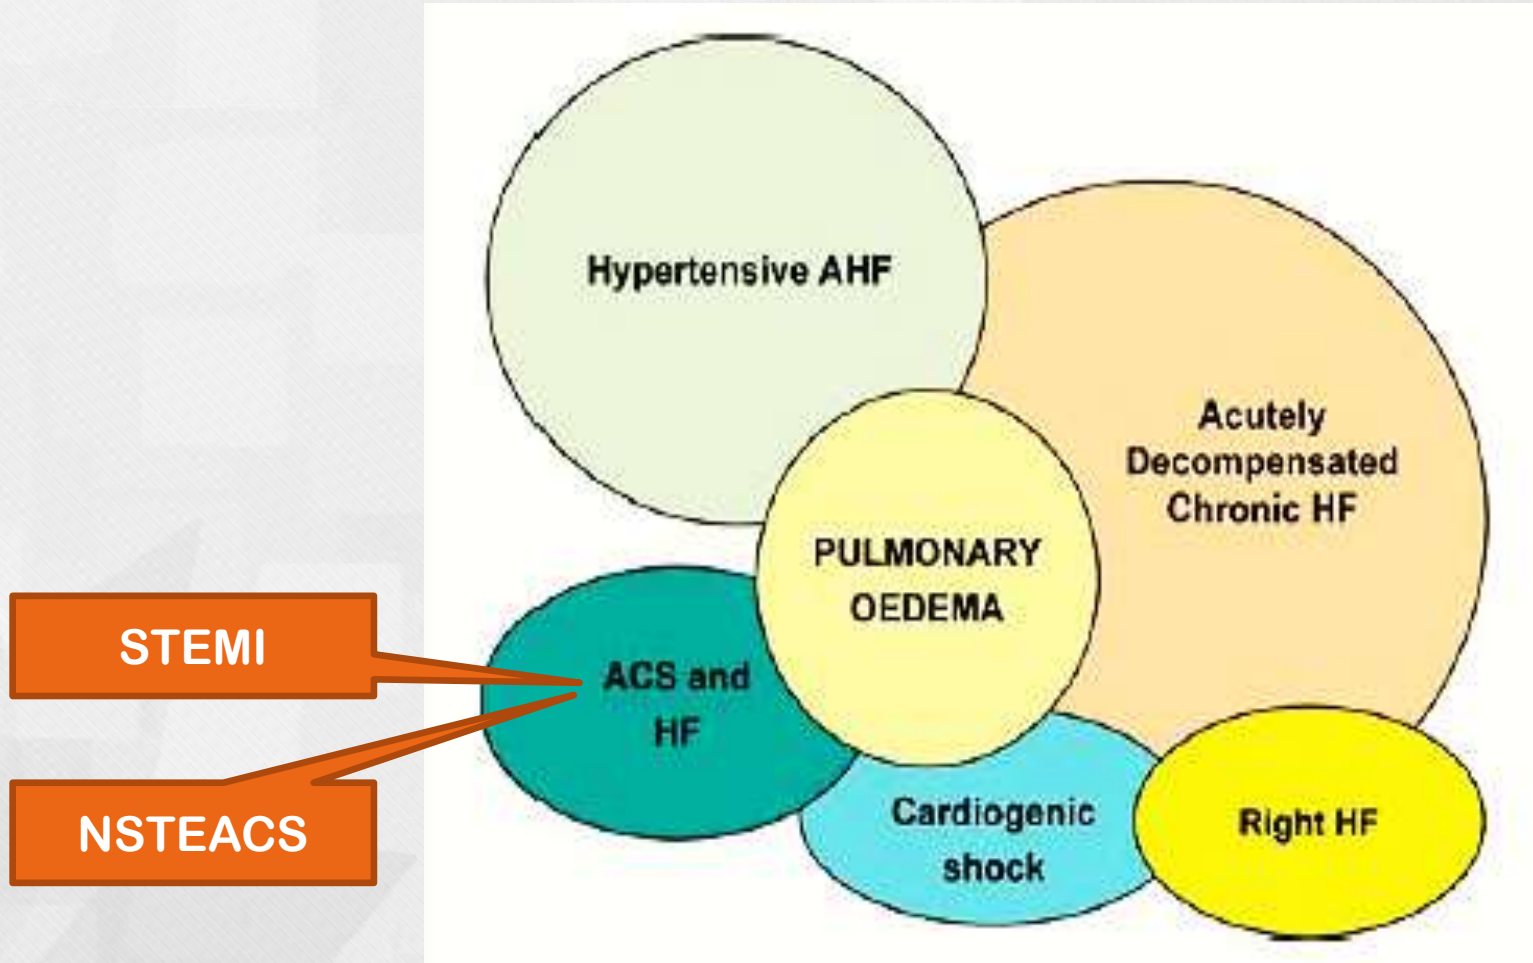 Hypertensive AHF
Acutely
Decompensated
Chronic HF
PULMONARY
OEDEMA
STEMI
ACS and
HF
NSTEACS
Cardiogenic
shock
Right HF